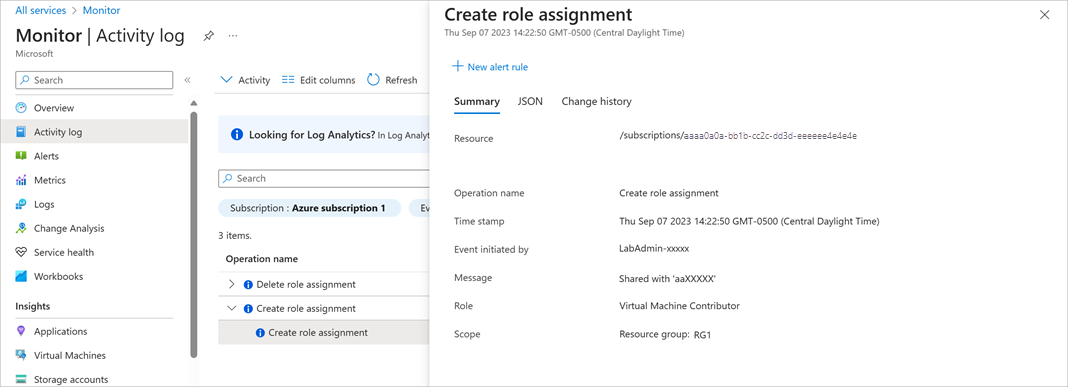 All services > Monitor
Monitor | Activity log
Microsoft
Search
Overview
Activity log
Alerts
Metrics
Logs
Change Analysis
Service health
Workbooks
Insights
Applications
Virtual Machines
Storage accounts
Activity Edit columns Refresh
Looking for Log Analytics? In Log Analyt
Search
Subscription : Azure subscription 1 Ev
3 items.
Operation name
Delete role assignment
Create role assignment
Create role assignment
Create role assignment
Thu Sep 07 2023 14:22:50 GMT-0500 (Central Daylight Time)
New alert rule
Summary JSON Change history
Resource /subscriptions/aaaa0a0a-bb1b-cc2c-dd3d-eeeeee4e4e4e
Operation name Create role assignment
Time stamp Thu Sep 07 2023 14:22:50 GMT-0500 (Central Daylight Time)
Event initiated by LabAdmin-xxxxx
Message Shared with 'aaXXXXX'
Role Virtual Machine Contributor
Scope Resource group: RG1